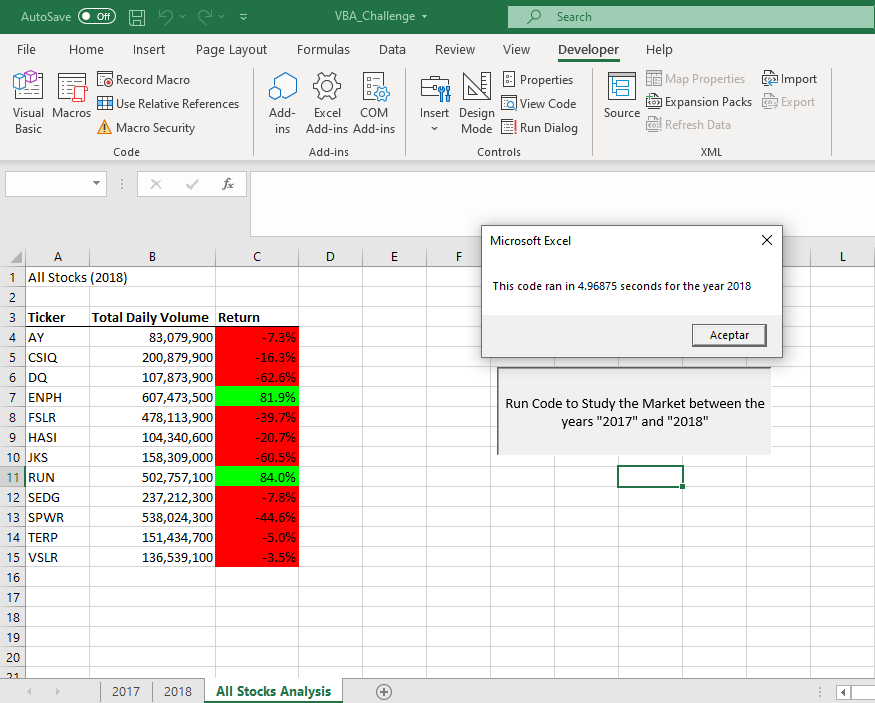 AutoSave Off VBA_Challenge Search
File Home Insert Page Layout Formulas Data Review View Developer Help
Visual Basic
Macros
Record Macro
Use Relative References
Macro Security
Code
Add-ins
Excel Add-ins
COM Add-ins
Add-ins
Insert
Design Mode
Properties
View Code
Run Dialog
Controls
Source
Map Properties
Expansion Packs
Refresh Data
Import
Export
XML
fx
A B C D E F L
1 All Stocks (2018)
2
3 Ticker Total Daily Volume Return
4 AY 83,079,900 -7.3%
5 CSIQ 200,879,900 -16.3%
6 DQ 107,873,900 -62.6%
7 ENPH 607,473,500 81.9%
8 FSLR 478,113,900 -39.7%
9 HASI 104,340,600 -20.7%
10 JKS 158,309,000 -60.5%
11 RUN 502,757,100 84.0%
12 SEDG 237,212,300 -7.8%
13 SPWR 538,024,300 -44.6%
14 TERP 151,434,700 -5.0%
15 VSLR 136,539,100 -3.5%
16
17
18
19
20
21
Microsoft Excel
This code ran in 4.96875 seconds for the year 2018
Aceptar
Run Code to Study the Market between the
years "2017" and "2018"
2017 2018 All Stocks Analysis